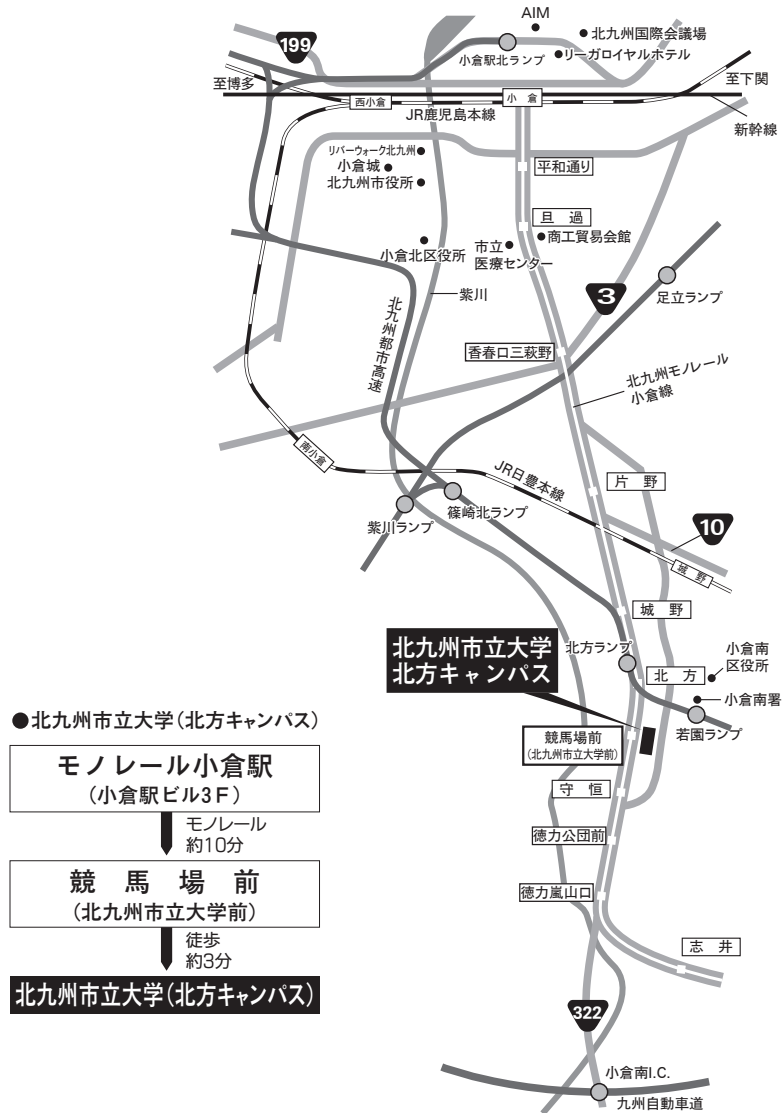 199
AIM
北九州国際会議場
小倉駅北ランプ
リーガロイヤルホテル
至博多
至下関
西小倉
小倉
JR鹿児島本線
新幹線
リバーウォーク北九州
小倉城
北九州市役所
平和通り
旦過
商工貿易会館
小倉北区役所
市立
医療センター
紫川
3
足立ランプ
北九州都市高速
香春口三萩野
北九州モノレール
小倉線
南小倉
JR日豊本線
片野
紫川ランプ
篠崎北ランプ
10
城野
城野
北九州市立大学
北方キャンパス
北方ランプ
小倉南
区役所
北方
小倉南署
若園ランプ
競馬場前
(北九州市立大学前)
守恒
徳力公団前
徳力嵐山口
志井
322
小倉南I.C.
九州自動車道
●北九州市立大学(北方キャンパス)
モノレール小倉駅
(小倉駅ビル3F)
モノレール
約10分
競馬場前
(北九州市立大学前)
徒歩
約3分
北九州市立大学(北方キャンパス)